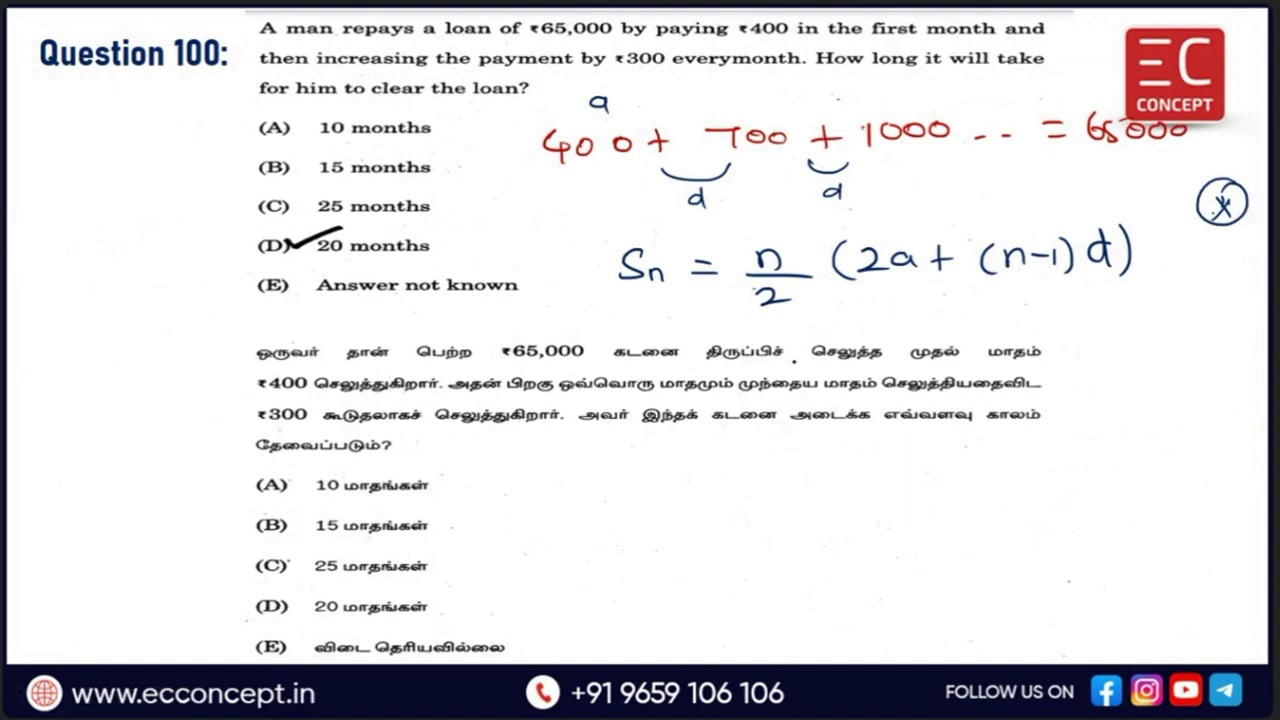 Question 100:
A man repays a loan of ₹65,000 by paying ₹400 in the first month and
then increasing the payment by ₹300 everymonth. How long it will take
for him to clear the loan?
EC
CONCEPT
a
400 + 700 + 1000 - - = 65000
d d
(A) 10 months
(B) 15 months
(C) 25 months
(D) 20 months
(E) Answer not known
Sn = n/2 (2a + (n-1) d)
ஒருவர் தான் பெற்ற ₹65,000 கடனை திருப்பிச் செலுத்த முதல் மாதம்
₹400 செலுத்துகிறார். அதன் பிறகு ஒவ்வொரு மாதமும் முந்தைய மாதம் செலுத்தியதைவிட
₹300 கூடுதலாகச் செலுத்துகிறார். அவர் இந்தக் கடனை அடைக்க எவ்வளவு காலம்
தேவைப்படும்?
(A) 10 மாதங்கள்
(B) 15 மாதங்கள்
(C) 25 மாதங்கள்
(D) 20 மாதங்கள்
(E) விடை தெரியவில்லை
www.ecconcept.in
+91 9659 106 106
FOLLOW US ON